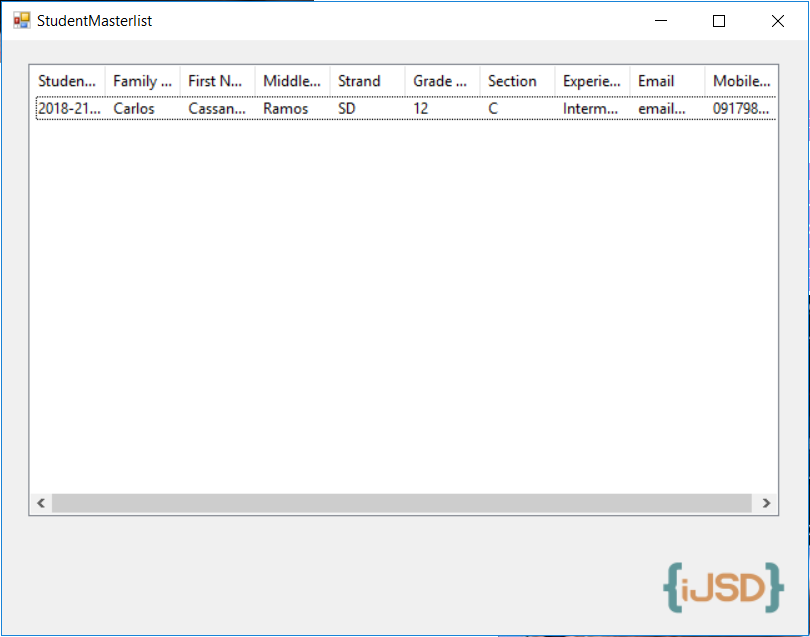 StudentMasterlist
Studen... Family ... First N... Middle... Strand Grade ... Section Experie... Email Mobile...
2018-21... Carlos Cassan... Ramos SD 12 C Interm... email... 091798...
{iJSD}